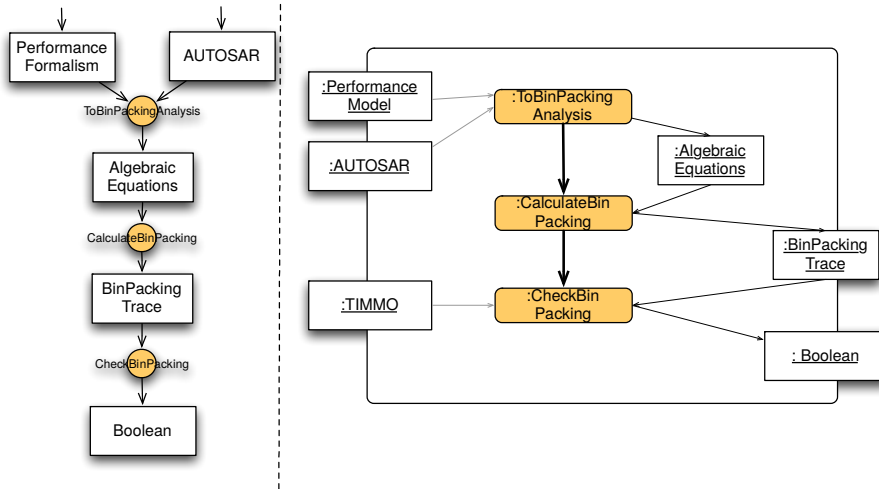 Performance
Formalism
AUTOSAR
ToBinPackingAnalysis
Algebraic
Equations
CalculateBinPacking
BinPacking
Trace
CheckBinPacking
Boolean
:Performance
Model
:AUTOSAR
:TIMMO
:ToBinPacking
Analysis
:Algebraic
Equations
:CalculateBin
Packing
:BinPacking
Trace
:CheckBin
Packing
: Boolean